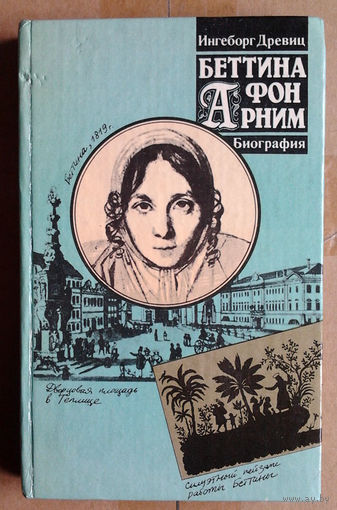 Ингеборг Древиц
БЕТТИНА
ФОН
АРНИМ
Биография
Беттина, 1819 г.
Дворцовая площадь
в Теплице
силуэтный пейзаж
работы Беттины